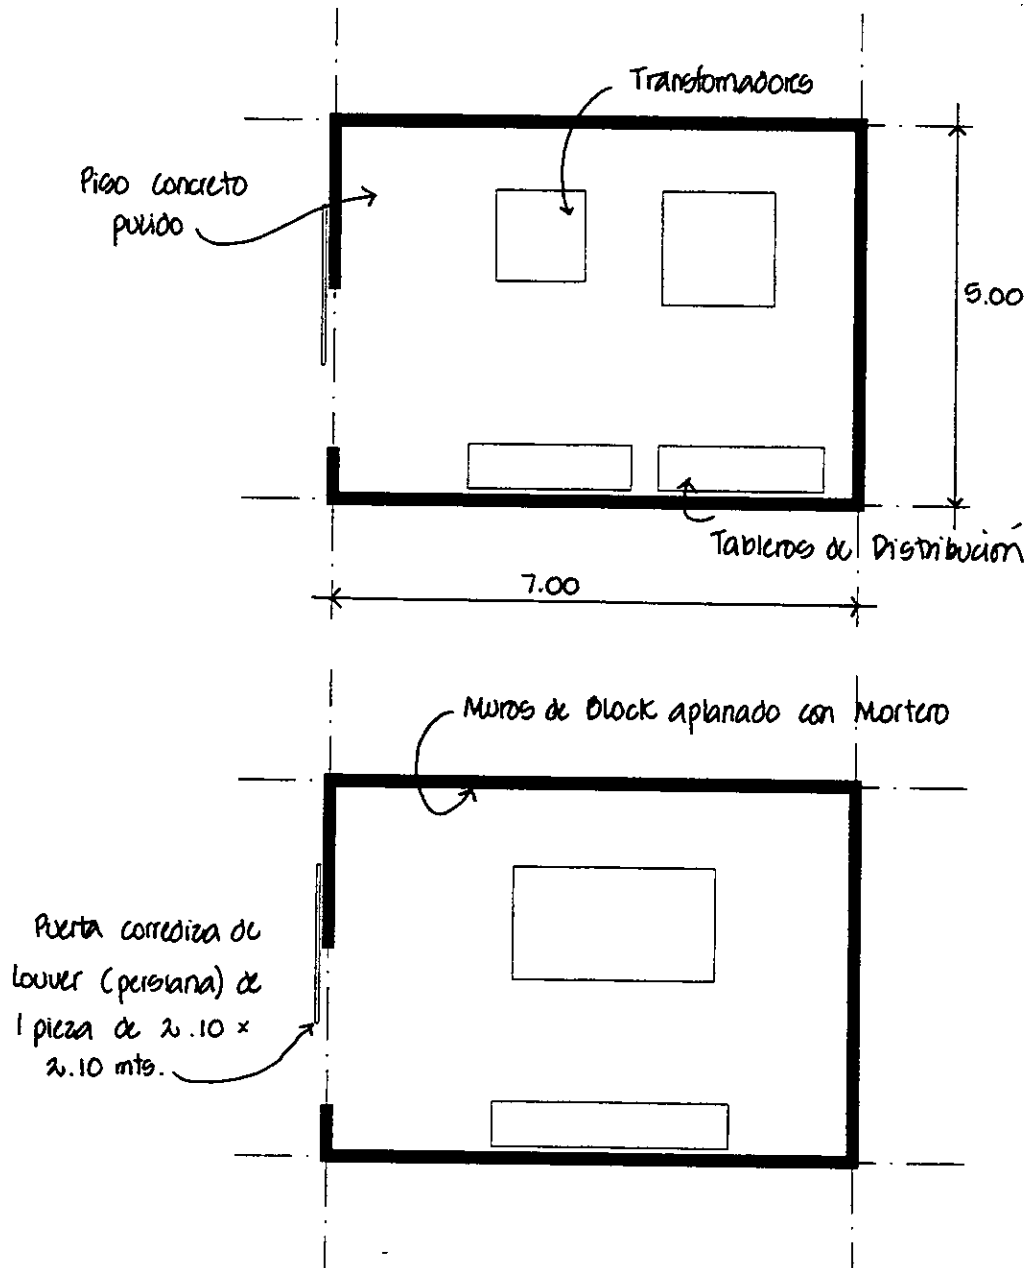 Transfomadores
Piso concreto
pulido
5.00
Tableros de Distribución
7.00
Muros de Block aplanado con Mortero
Puerta corrediza de
Louver (persiana) de
1 pieza de 2.10 x
2.10 mts.